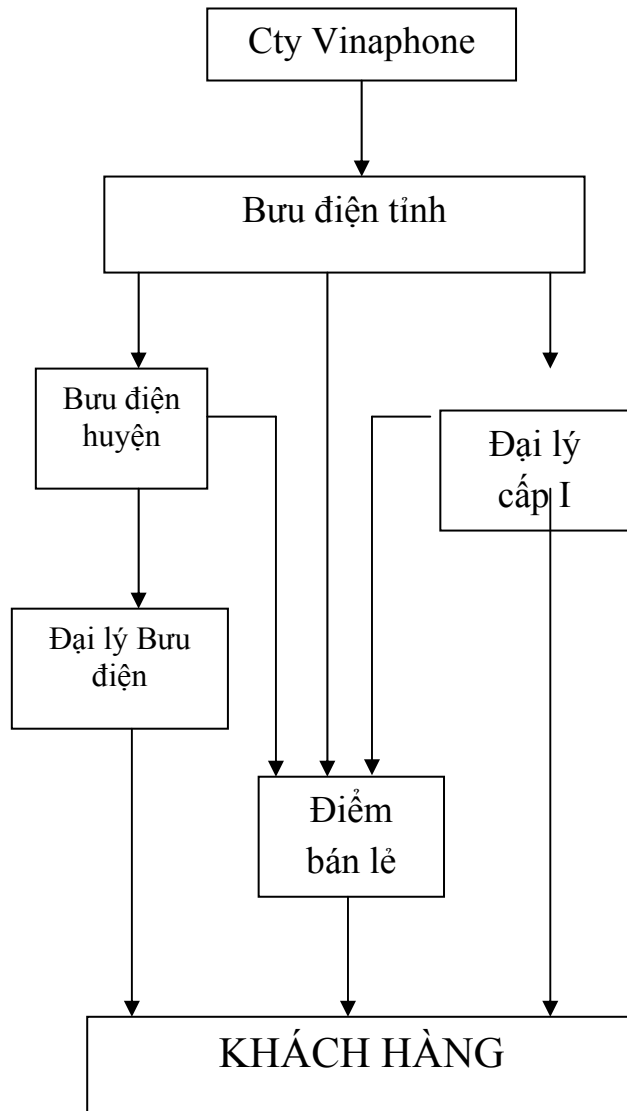 Cty Vinaphone
Bưu điện tỉnh
Bưu điện
huyện
Đại lý
cấp I
Đại lý Bưu
điện
Điểm
bán lẻ
KHÁCH HÀNG